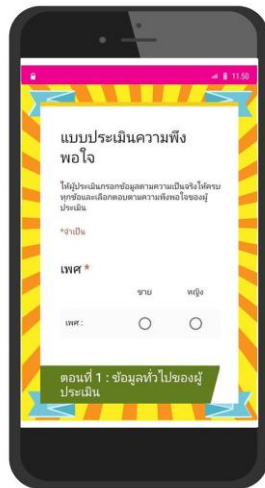 11.50
แบบประเมินความพึง
พอใจ
ให้ผู้ประเมินกรอกข้อมูลตามความเป็นจริงให้ครบ
ทุกข้อและเลือกตอบตามความพึงพอใจของผู้
ประเมิน
*จำเป็น
เพศ *
ชาย หญิง
เพศ :
ตอนที่ 1 : ข้อมูลทั่วไปของผู้
ประเมิน